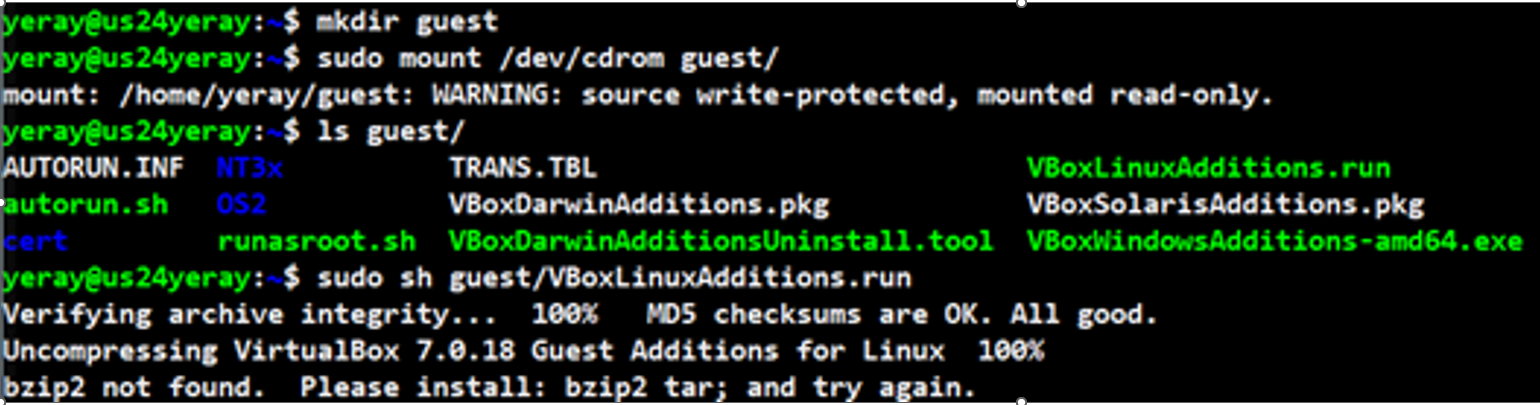 yeray@us24yeray:~$ mkdir guest
yeray@us24yeray:~$ sudo mount /dev/cdrom guest/
mount: /home/yeray/guest: WARNING: source write-protected, mounted read-only.
yeray@us24yeray:~$ ls guest/
AUTORUN.INF  NT3x         TRANS.TBL                          VBoxLinuxAdditions.run
autorun.sh   OS2          VBoxDarwinAdditions.pkg            VBoxSolarisAdditions.pkg
cert         runasroot.sh  VBoxDarwinAdditionsUninstall.tool  VBoxWindowsAdditions-amd64.exe
yeray@us24yeray:~$ sudo sh guest/VBoxLinuxAdditions.run
Verifying archive integrity...  100%   MD5 checksums are OK. All good.
Uncompressing VirtualBox 7.0.18 Guest Additions for Linux  100%
bzip2 not found.  Please install: bzip2 tar; and try again.